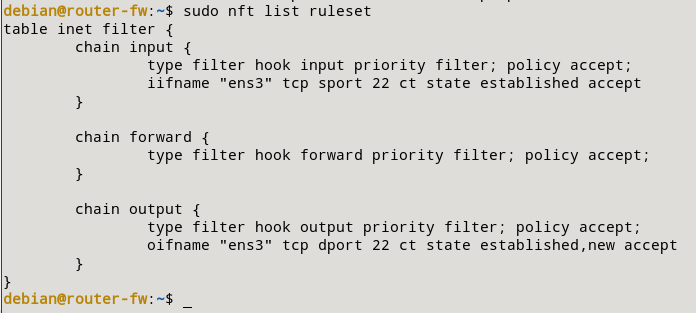 debian@router-fw:~$ sudo nft list ruleset
table inet filter {
        chain input {
                type filter hook input priority filter; policy accept;
                iifname "ens3" tcp sport 22 ct state established accept
        }

        chain forward {
                type filter hook forward priority filter; policy accept;
        }

        chain output {
                type filter hook output priority filter; policy accept;
                oifname "ens3" tcp dport 22 ct state established,new accept
        }
}
debian@router-fw:~$ _